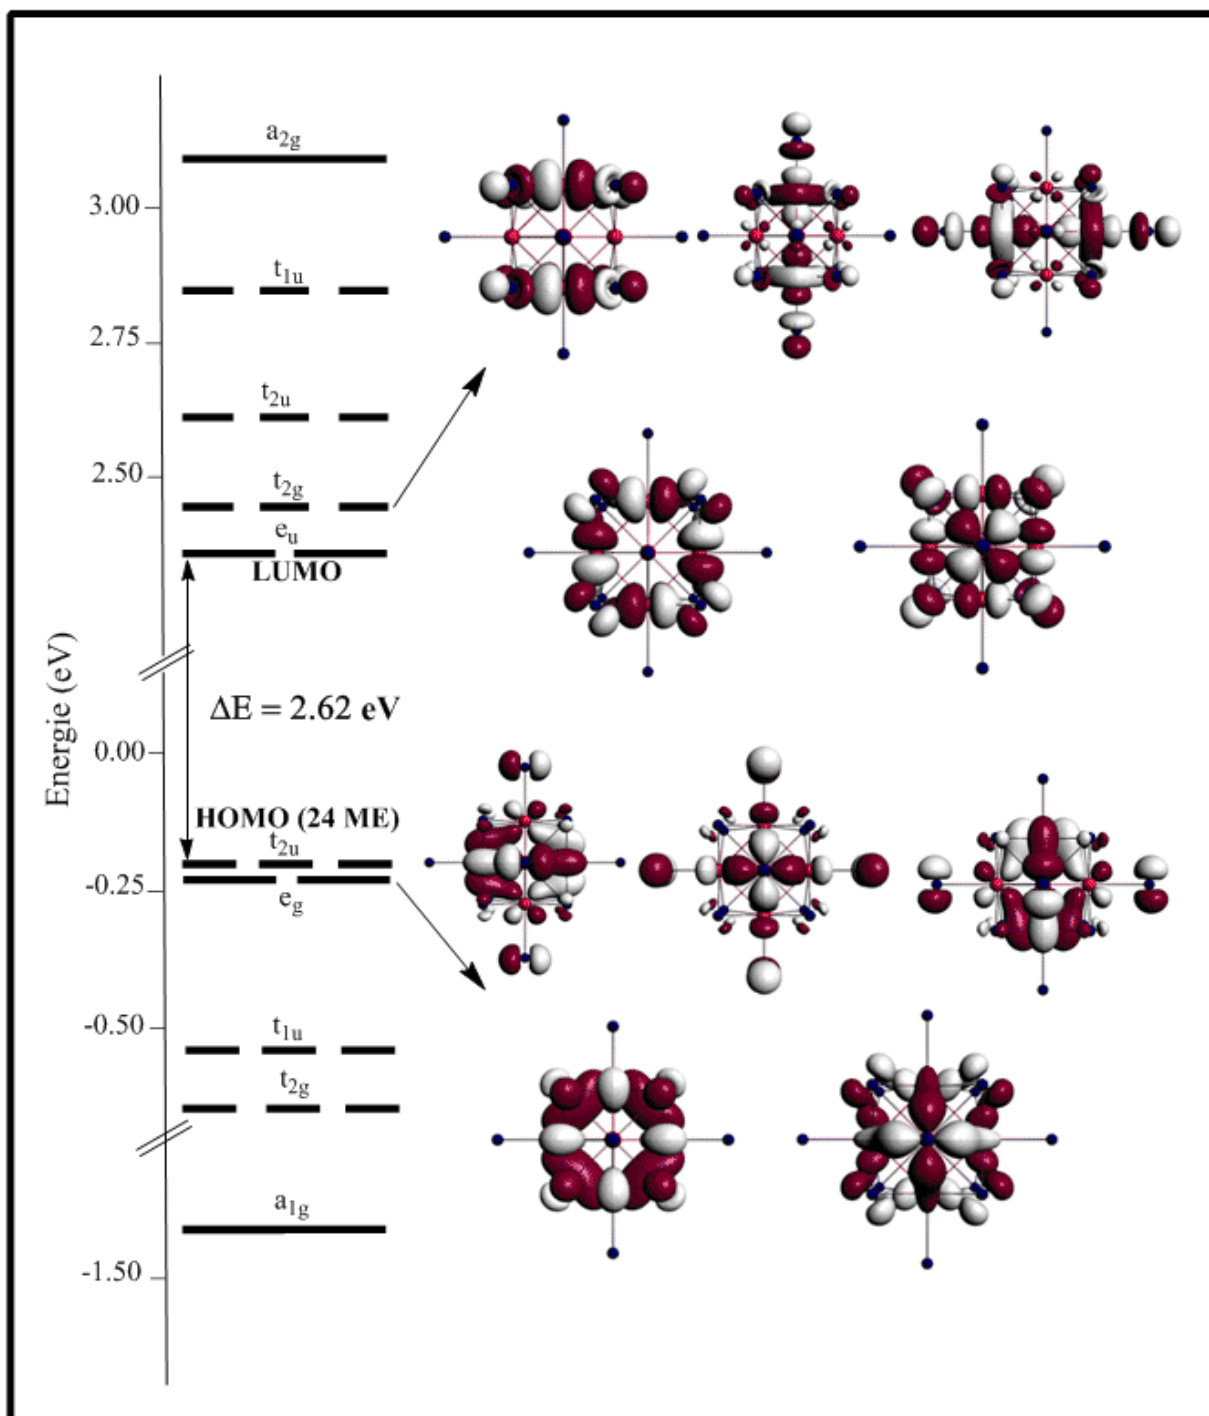 a2g
3.00
t1u
2.75
t2u
2.50
t2g
eu
LUMO
Energie (eV)
ΔE = 2.62 eV
0.00
HOMO (24 ME)
t2u
-0.25
eg
-0.50
t1u
t2g
a1g
-1.50